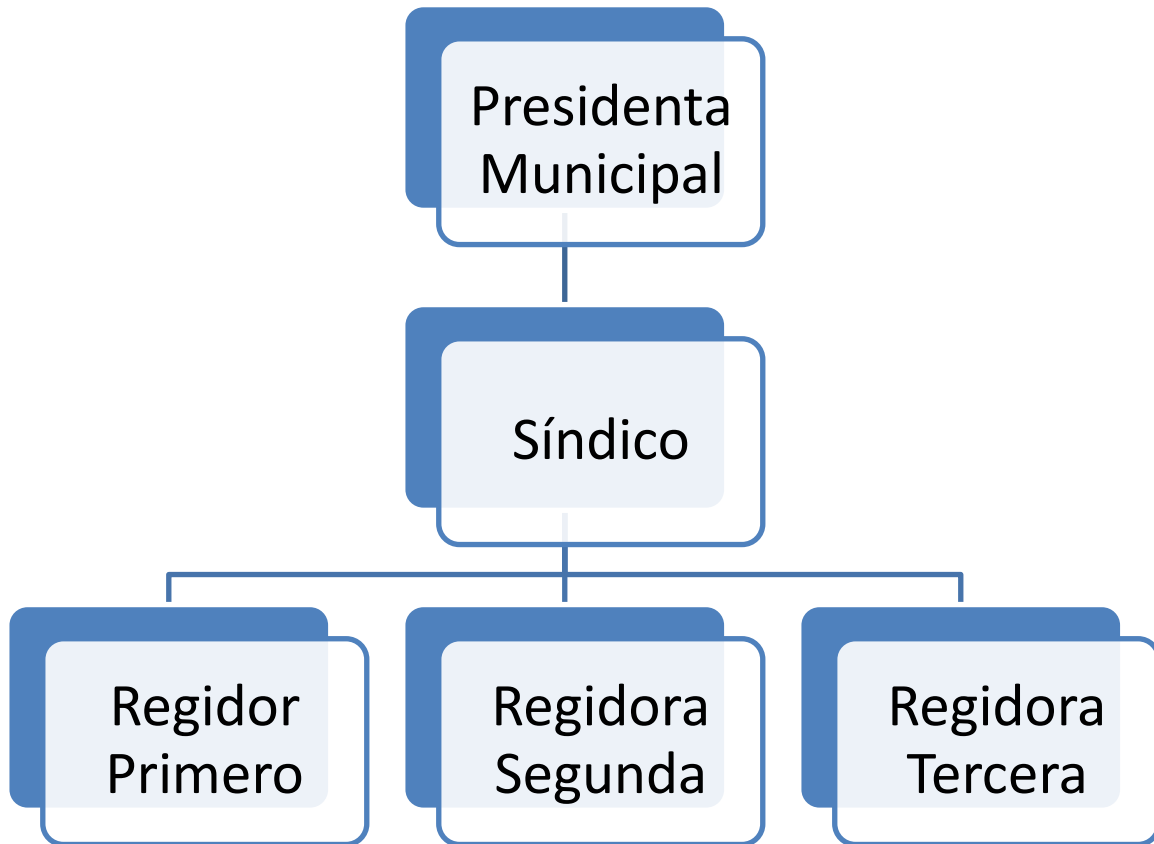 Presidenta
Municipal
Síndico
Regidor
Primero
Regidora
Segunda
Regidora
Tercera